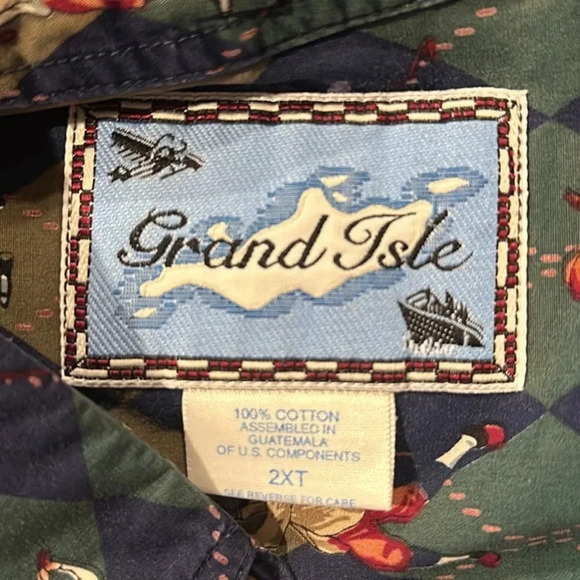 Grand Isle
100% COTTON
ASSEMBLED IN
GUATEMALA
OF U.S. COMPONENTS
2XT
SEE REVERSE FOR CARE